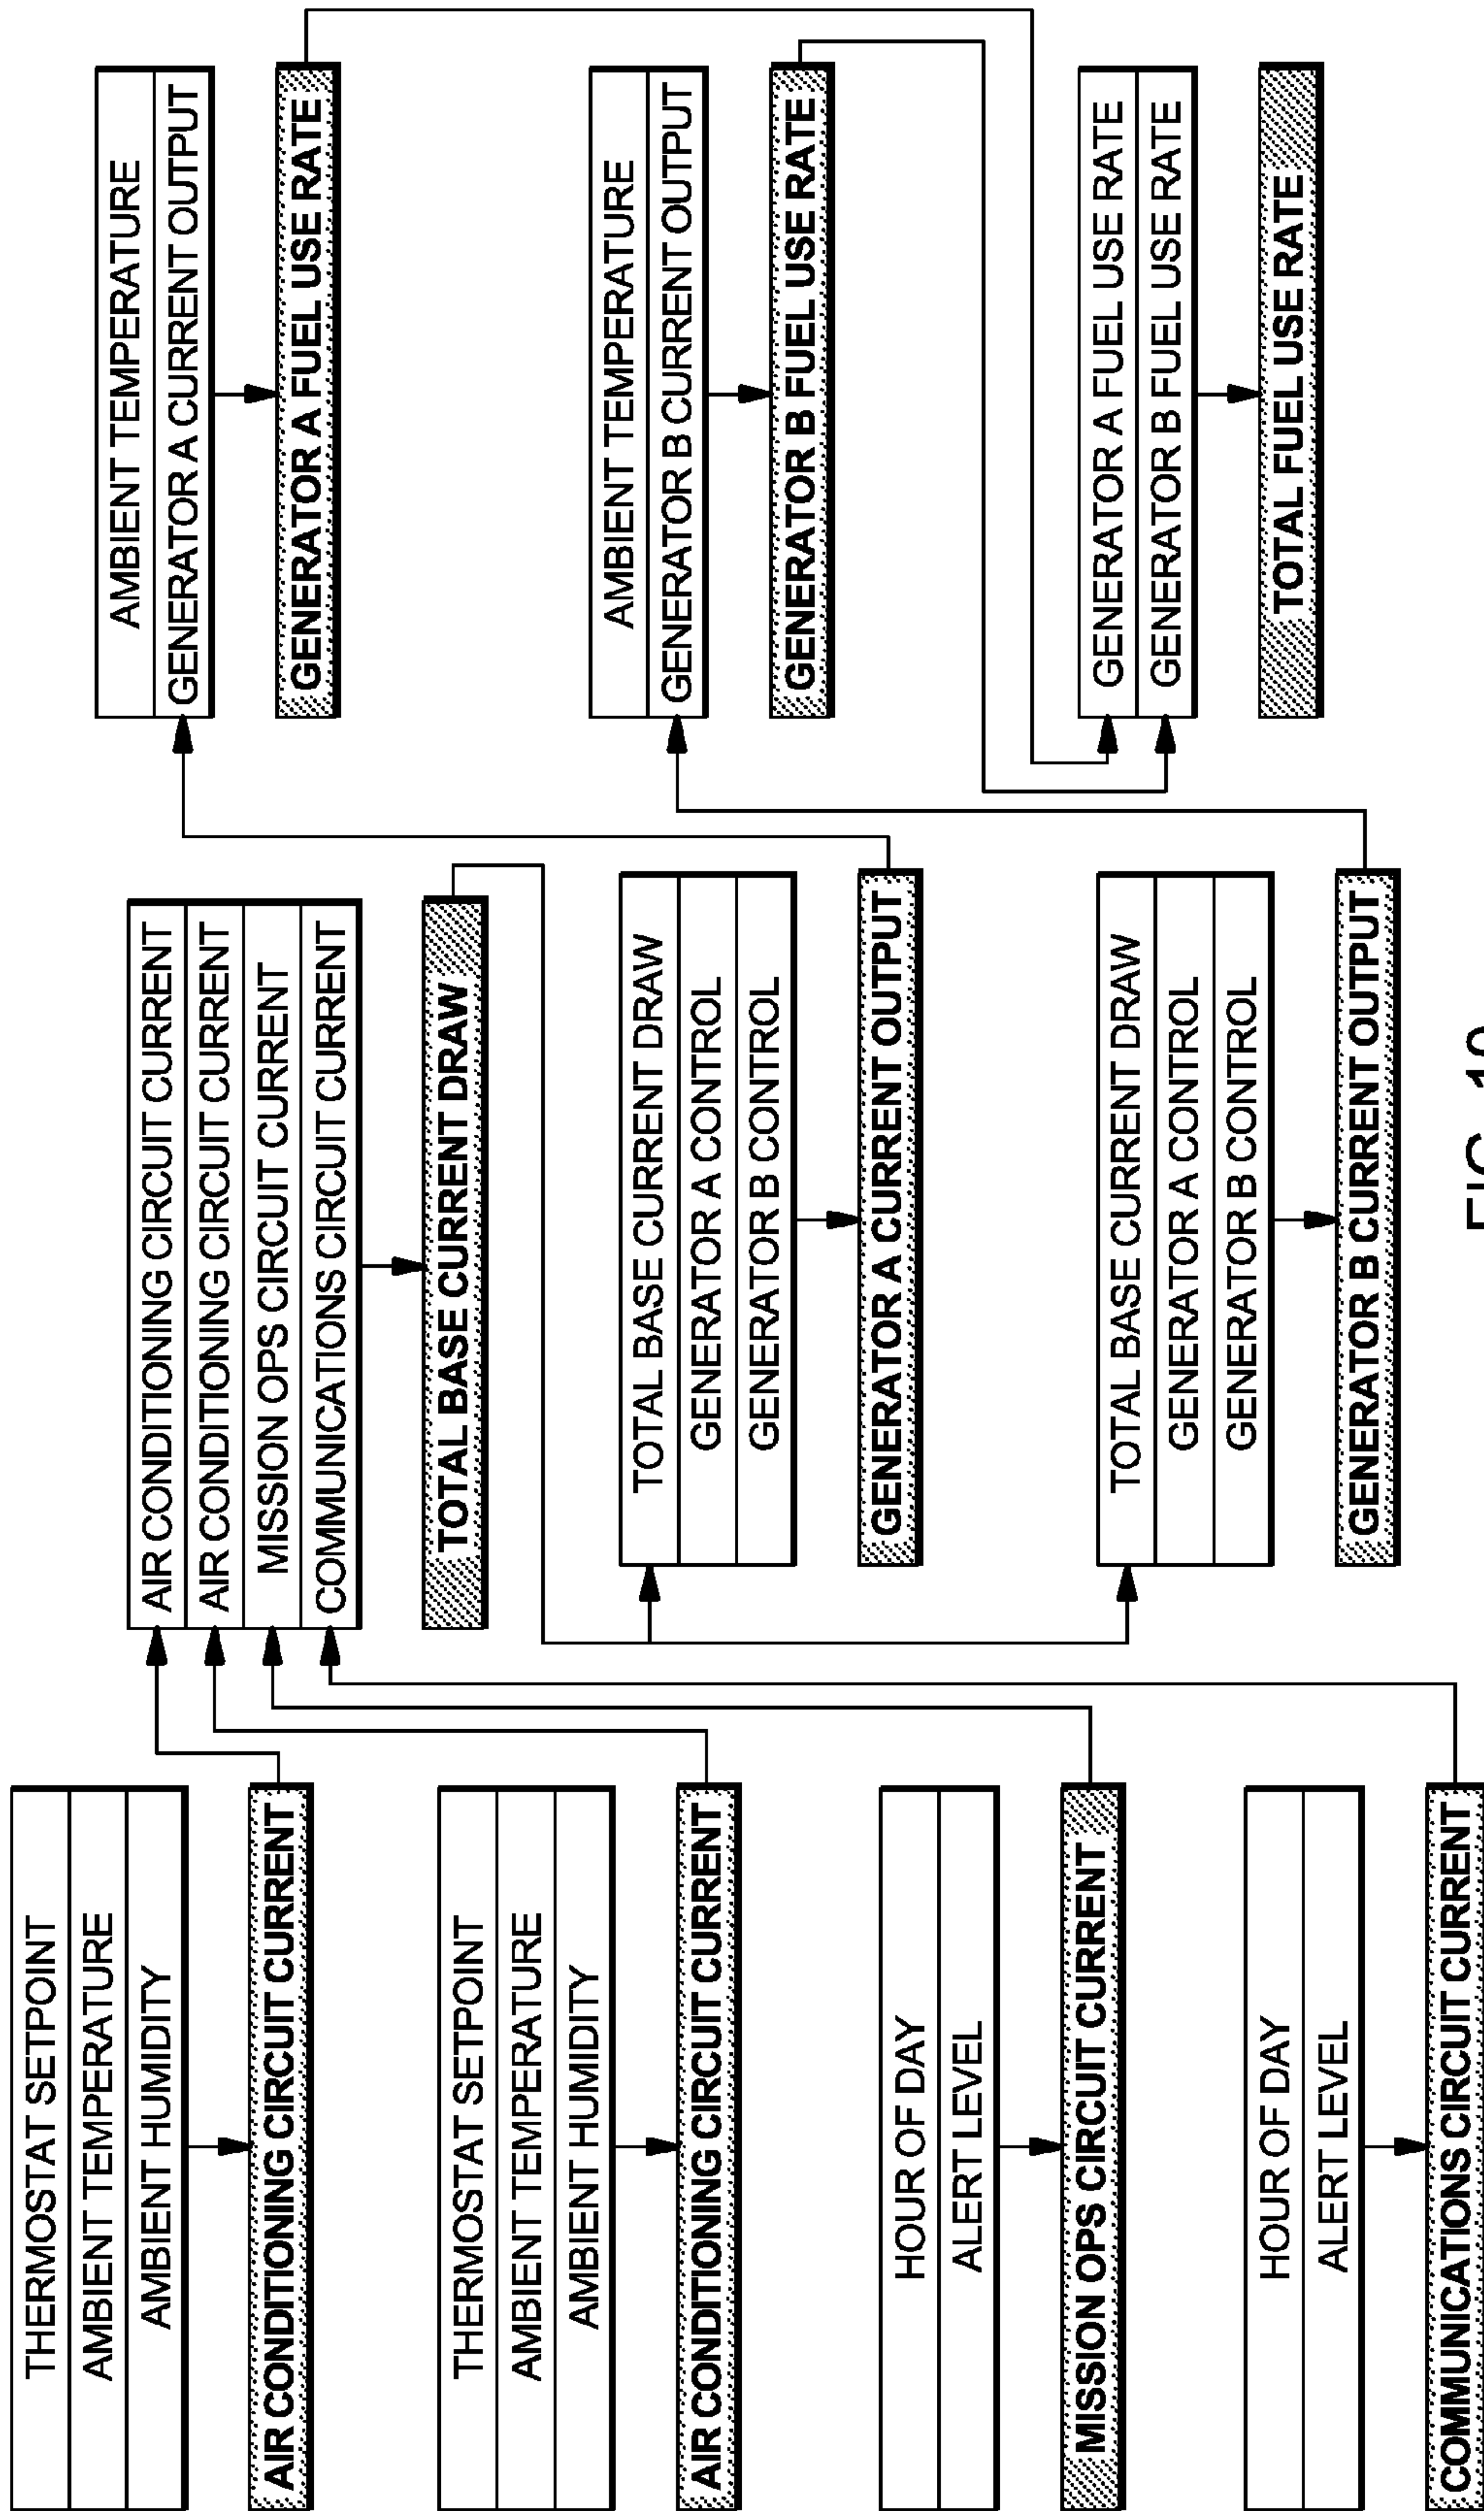 THERMOSTAT SETPOINT
AMBIENT TEMPERATURE
AMBIENT HUMIDITY
AIR CONDITIONING CIRCUIT CURRENT
THERMOSTAT SETPOINT
AMBIENT TEMPERATURE
AMBIENT HUMIDITY
AIR CONDITIONING CIRCUIT CURRENT
HOUR OF DAY
ALERT LEVEL
MISSION OPS CIRCUIT CURRENT
HOUR OF DAY
ALERT LEVEL
COMMUNICATIONS CIRCUIT CURRENT
AIR CONDITIONING CIRCUIT CURRENT
AIR CONDITIONING CIRCUIT CURRENT
MISSION OPS CIRCUIT CURRENT
COMMUNICATIONS CIRCUIT CURRENT
TOTAL BASE CURRENT DRAW
TOTAL BASE CURRENT DRAW
GENERATOR A CONTROL
GENERATOR B CONTROL
GENERATOR A CURRENT OUTPUT
TOTAL BASE CURRENT DRAW
GENERATOR A CONTROL
GENERATOR B CONTROL
GENERATOR B CURRENT OUTPUT
AMBIENT TEMPERATURE
GENERATOR A CURRENT OUTPUT
GENERATOR A FUEL USE RATE
AMBIENT TEMPERATURE
GENERATOR B CURRENT OUTPUT
GENERATOR B FUEL USE RATE
GENERATOR A FUEL USE RATE
GENERATOR B FUEL USE RATE
TOTAL FUEL USE RATE
FIG.